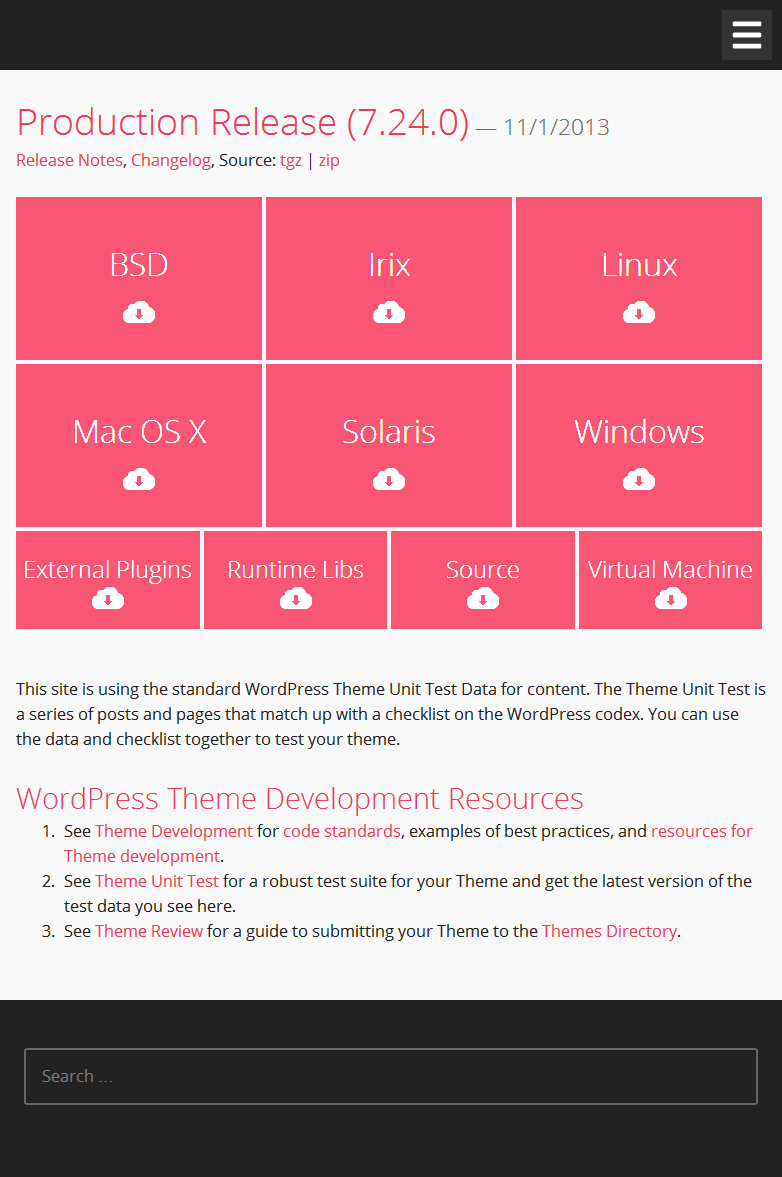 Production Release (7.24.0) — 11/1/2013
Release Notes, Changelog, Source: tgz | zip
BSD
Irix
Linux
Mac OS X
Solaris
Windows
External Plugins
Runtime Libs
Source
Virtual Machine
This site is using the standard WordPress Theme Unit Test Data for content. The Theme Unit Test is
a series of posts and pages that match up with a checklist on the WordPress codex. You can use
the data and checklist together to test your theme.
WordPress Theme Development Resources
1. See Theme Development for code standards, examples of best practices, and resources for
Theme development.
2. See Theme Unit Test for a robust test suite for your Theme and get the latest version of the
test data you see here.
3. See Theme Review for a guide to submitting your Theme to the Themes Directory.
Search …